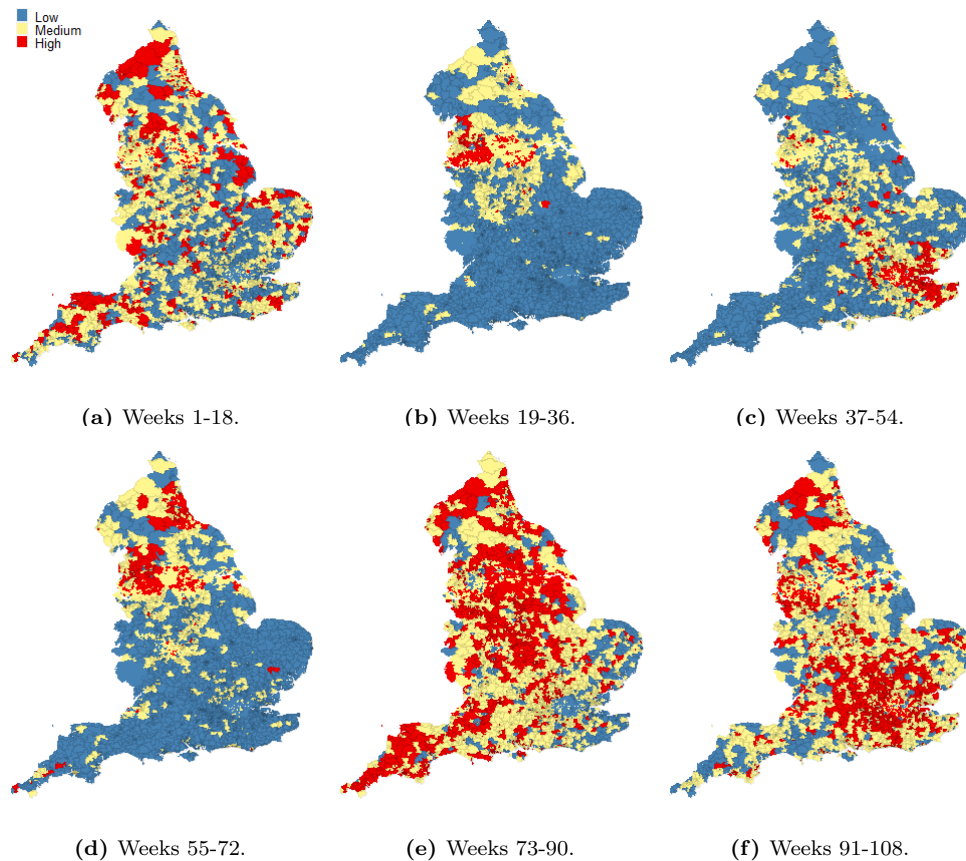 Low
Medium
High
(a) Weeks 1-18.
(b) Weeks 19-36.
(c) Weeks 37-54.
(d) Weeks 55-72.
(e) Weeks 73-90.
(f) Weeks 91-108.